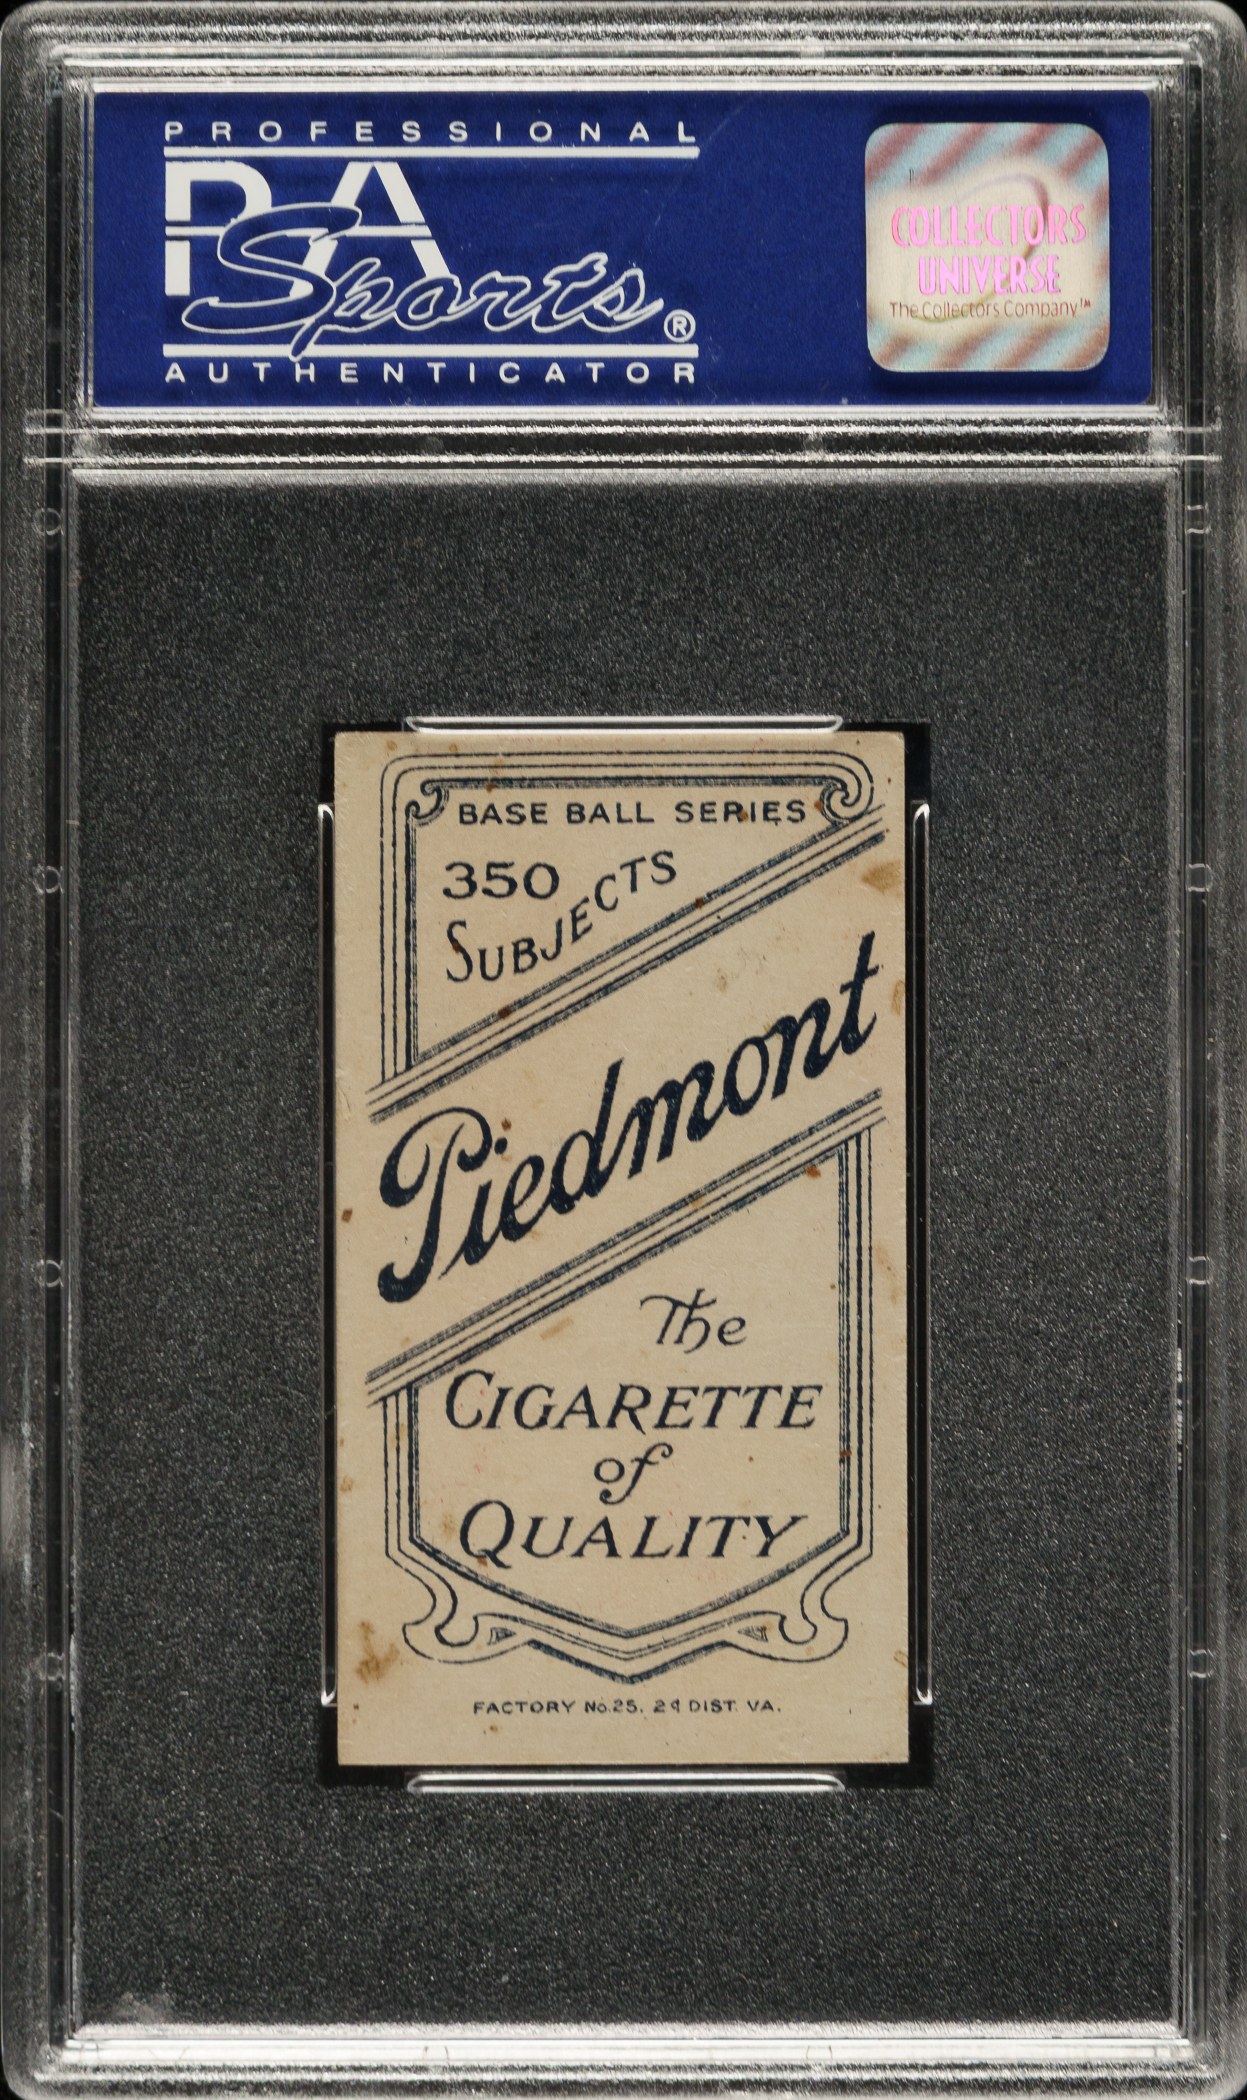 PROFESSIONAL
PSA
Sports®
AUTHENTICATOR
COLLECTORS
UNIVERSE
The Collectors Company™
BASE BALL SERIES
350
SUBJECTS
Piedmont
The
CIGARETTE
of
QUALITY
FACTORY No. 25. 2d DIST. VA.